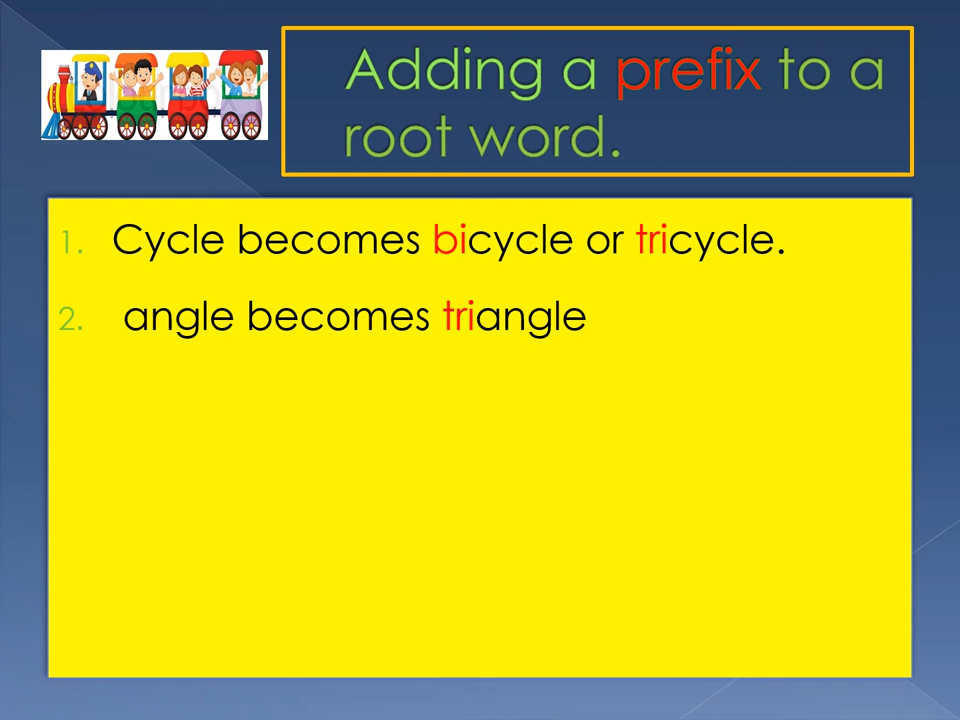 Adding a prefix to a
root word.
1. Cycle becomes bicycle or tricycle.
2. angle becomes triangle